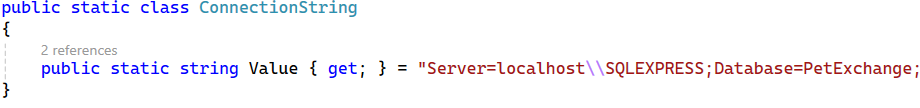 public static class ConnectionString
{
2 references
public static string Value { get; } = "Server=localhost\\SQLEXPRESS;Database=PetExchange;
}